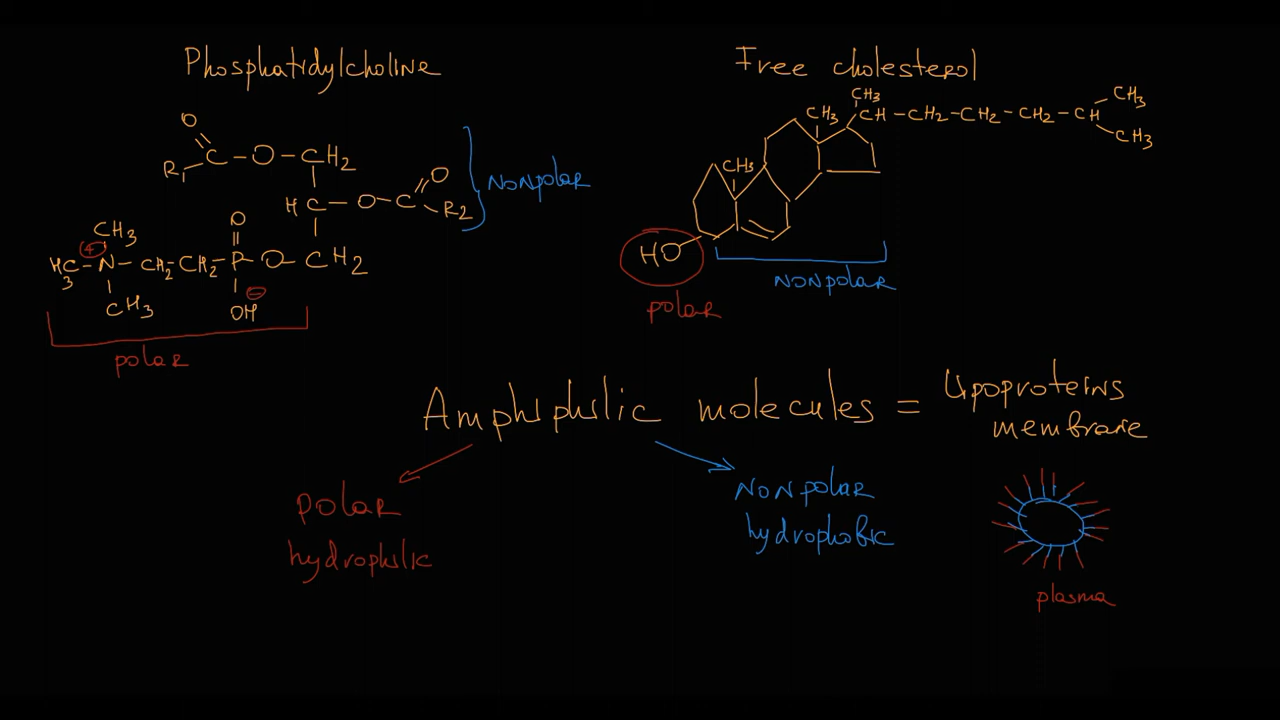 Phosphatidylcholine
O
R1 C - O - CH2
HC - O - C O
R2
nonpolar
CH3 O
H3C - N - CH2 - CH2 - P - O - CH2
+
CH3 OH
-
polar
Free cholesterol
CH3
CH3 CH - CH2 - CH2 - CH2 - CH CH3
CH3
CH3
HO
nonpolar
polar
Amphiphilic molecules = Lipoproteins
membrane
polar
hydrophilic
nonpolar
hydrophobic
plasma